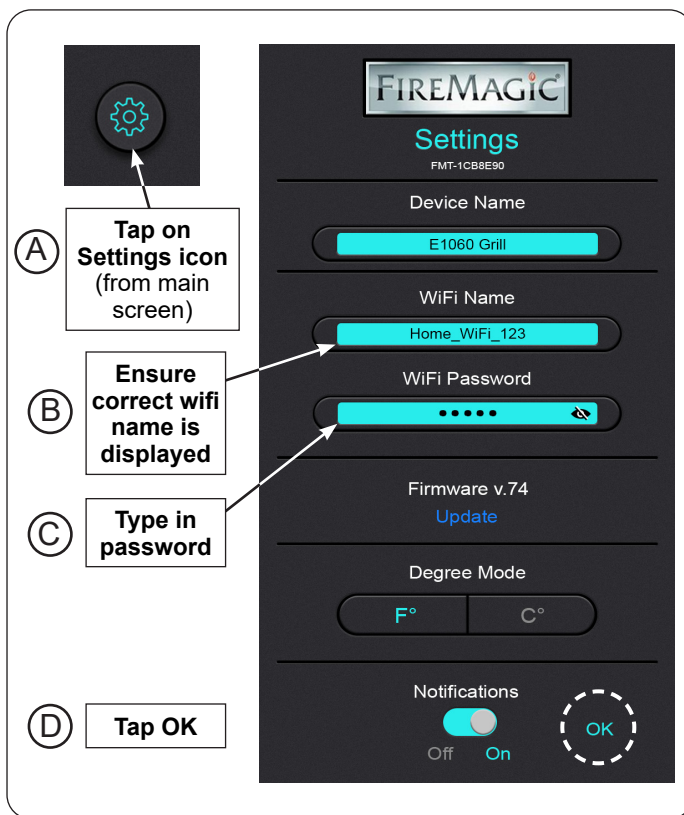 A
Tap on
Settings icon
(from main
screen)
B
Ensure
correct wifi
name is
displayed
C
Type in
password
D
Tap OK
FIREMAGIC
Settings
FMT-1CB8E90
Device Name
E1060 Grill
WiFi Name
Home_WiFi_123
WiFi Password
•••••
Firmware v.74
Update
Degree Mode
F° C°
Notifications
Off On
OK